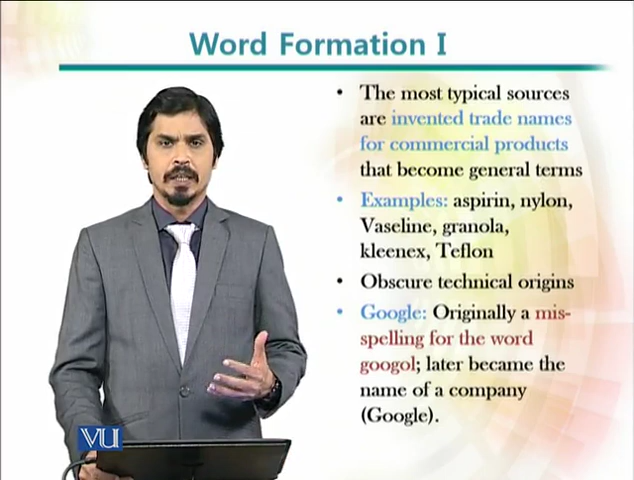 Word Formation I
• The most typical sources
are invented trade names
for commercial products
that become general terms
• Examples: aspirin, nylon,
Vaseline, granola,
kleenex, Teflon
• Obscure technical origins
• Google: Originally a mis-
spelling for the word
googol; later became the
name of a company
(Google).
VU